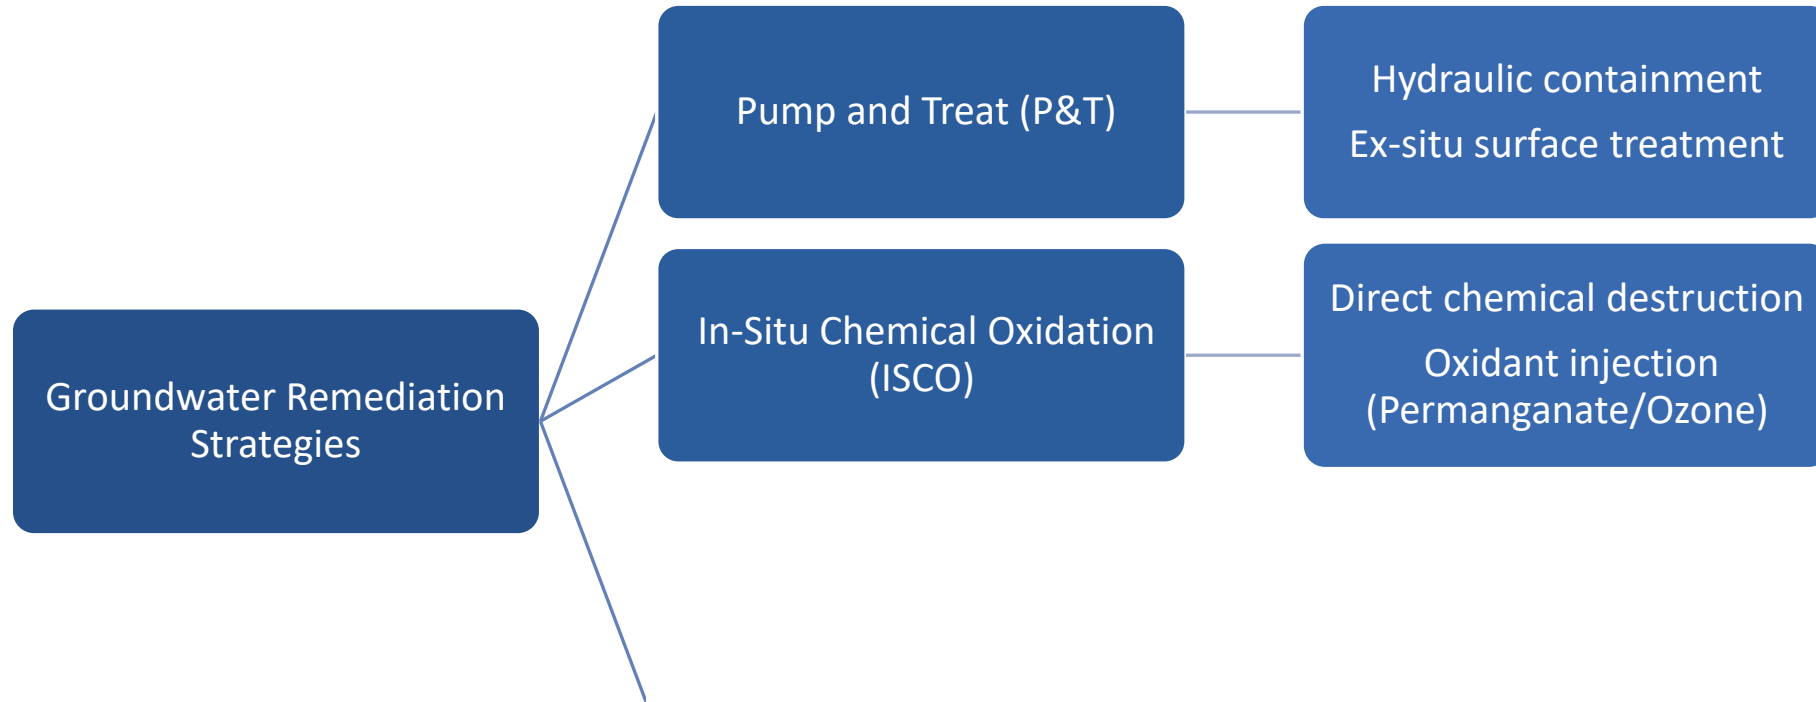 Groundwater Remediation
Strategies
Pump and Treat (P&T)
Hydraulic containment
Ex-situ surface treatment
In-Situ Chemical Oxidation
(ISCO)
Direct chemical destruction
Oxidant injection
(Permanganate/Ozone)